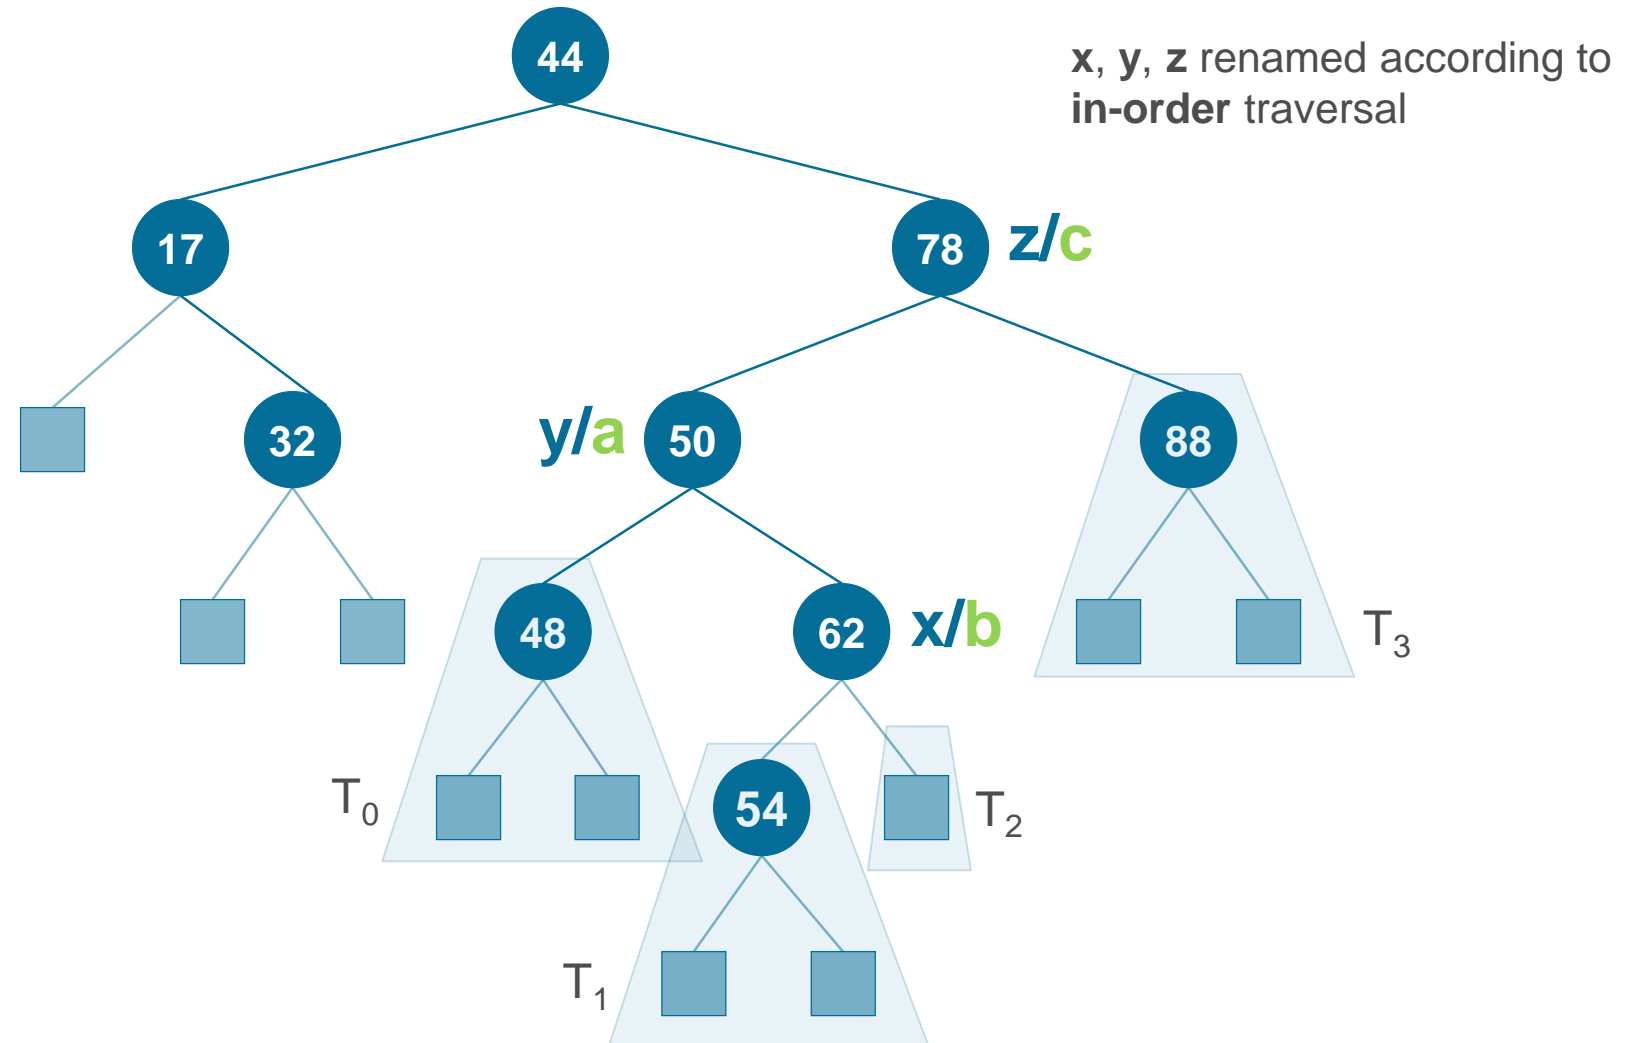 44
x, y, z renamed according to
in-order traversal
17
78
z/c
32
y/a
50
88
48
62
x/b
T3
T0
54
T2
T1